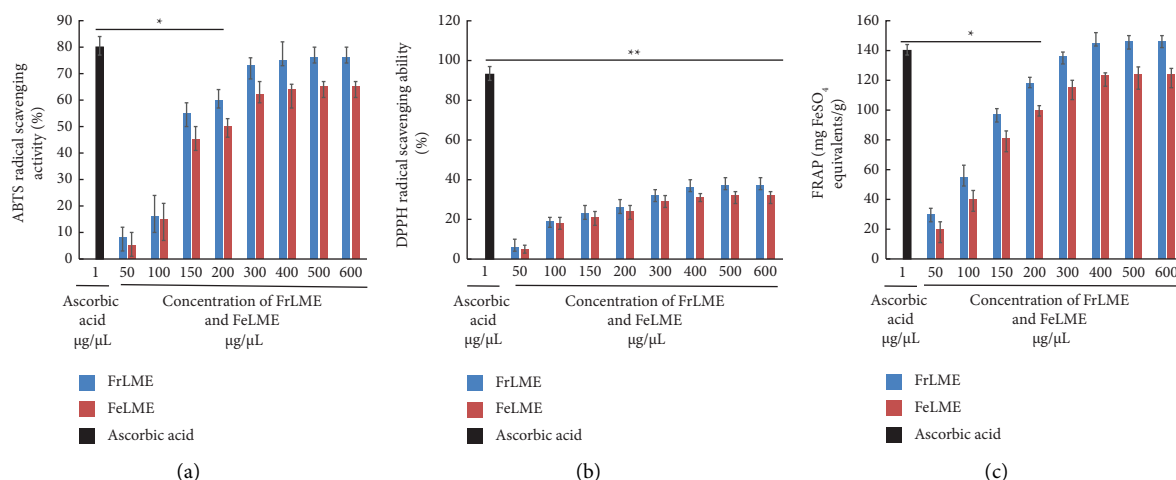 ABTS radical scavenging
activity (%)
90
80
70
60
50
40
30
20
10
0
*
1 50 100 150 200 300 400 500 600
Ascorbic
acid
µg/µL
Concentration of FrLME
and FeLME
µg/µL
FrLME
FeLME
Ascorbic acid
(a)
DPPH radical scavenging ability
(%)
120
100
80
60
40
20
0
**
1 50 100 150 200 300 400 500 600
Ascorbic
acid
µg/µL
Concentration of FrLME
and FeLME
µg/µL
FrLME
FeLME
Ascorbic acid
(b)
FRAP (mg FeSO4
equivalents/g)
160
140
120
100
80
60
40
20
0
*
1 50 100 150 200 300 400 500 600
Ascorbic
acid
µg/µL
Concentration of FrLME
and FeLME
µg/µL
FrLME
FeLME
Ascorbic acid
(c)